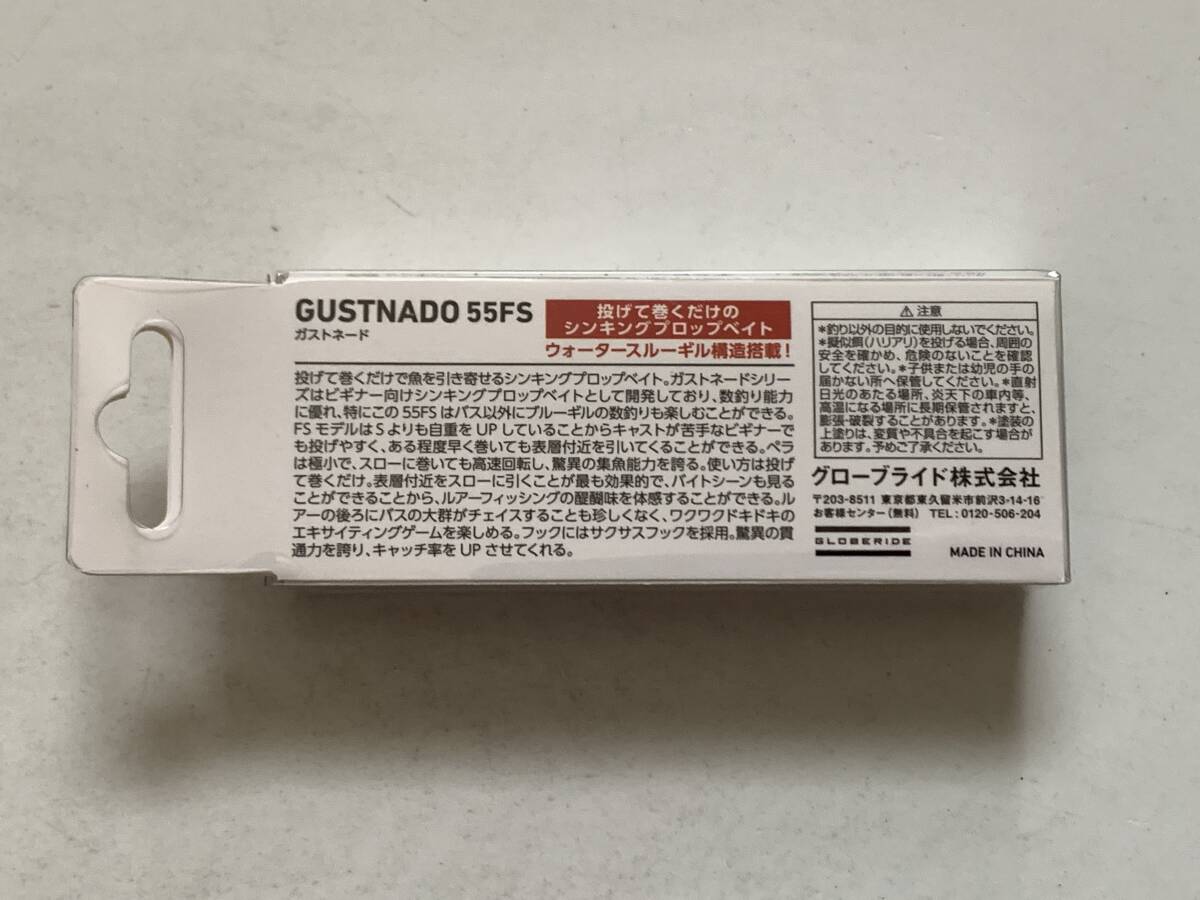 GUSTNADO 55FS
ガストネード
投げて巻くだけの
シンキングプロップベイト
ウォータースルーギル構造搭載!
投げて巻くだけで魚を引き寄せるシンキングプロップベイト。ガストネードシリー
ズはビギナー向けシンキングプロップベイトとして開発しており、数釣り能力
に優れ、特にこの 55FS はバス以外にブルーギルの数釣りも楽しむことができる。
FS モデルは S よりも自重を UP していることからキャストが苦手なビギナーで
も投げやすく、ある程度早く巻いても表層付近を引いてくることができる。ペラ
は極小で、スローに巻いても高速回転し、驚異の集魚能力を誇る。使い方は投げ
て巻くだけ。表層付近をスローに引くことが最も効果的で、バイトシーンも見る
ことができることから、ルアーフィッシングの醍醐味を体感することができる。ル
アーの後ろにバスの大群がチェイスすることも珍しくなく、ワクワクドキドキの
エキサイティングゲームを楽しめる。フックにはサクサスフックを採用。驚異の貫
通力を誇り、キャッチ率を UP させてくれる。
⚠注意
*釣り以外の目的に使用しないでください。
*擬似餌(ハリアリ)を投げる場合、周囲の
安全を確かめ、危険のないことを確認
してください。*子供または幼児の手の
届かない所へ保管してください。*直射
日光のあたる場所、炎天下の車内等、
高温になる場所に長期保管されますと、
膨張・破裂することがあります。*塗装の
上塗りは、変質や不具合を起こす場合が
あります。予めご了承ください。
グローブライド株式会社
〒203-8511 東京都東久留米市前沢3-14-16
お客様センター(無料) TEL:0120-506-204
GLOBERIDE
MADE IN CHINA